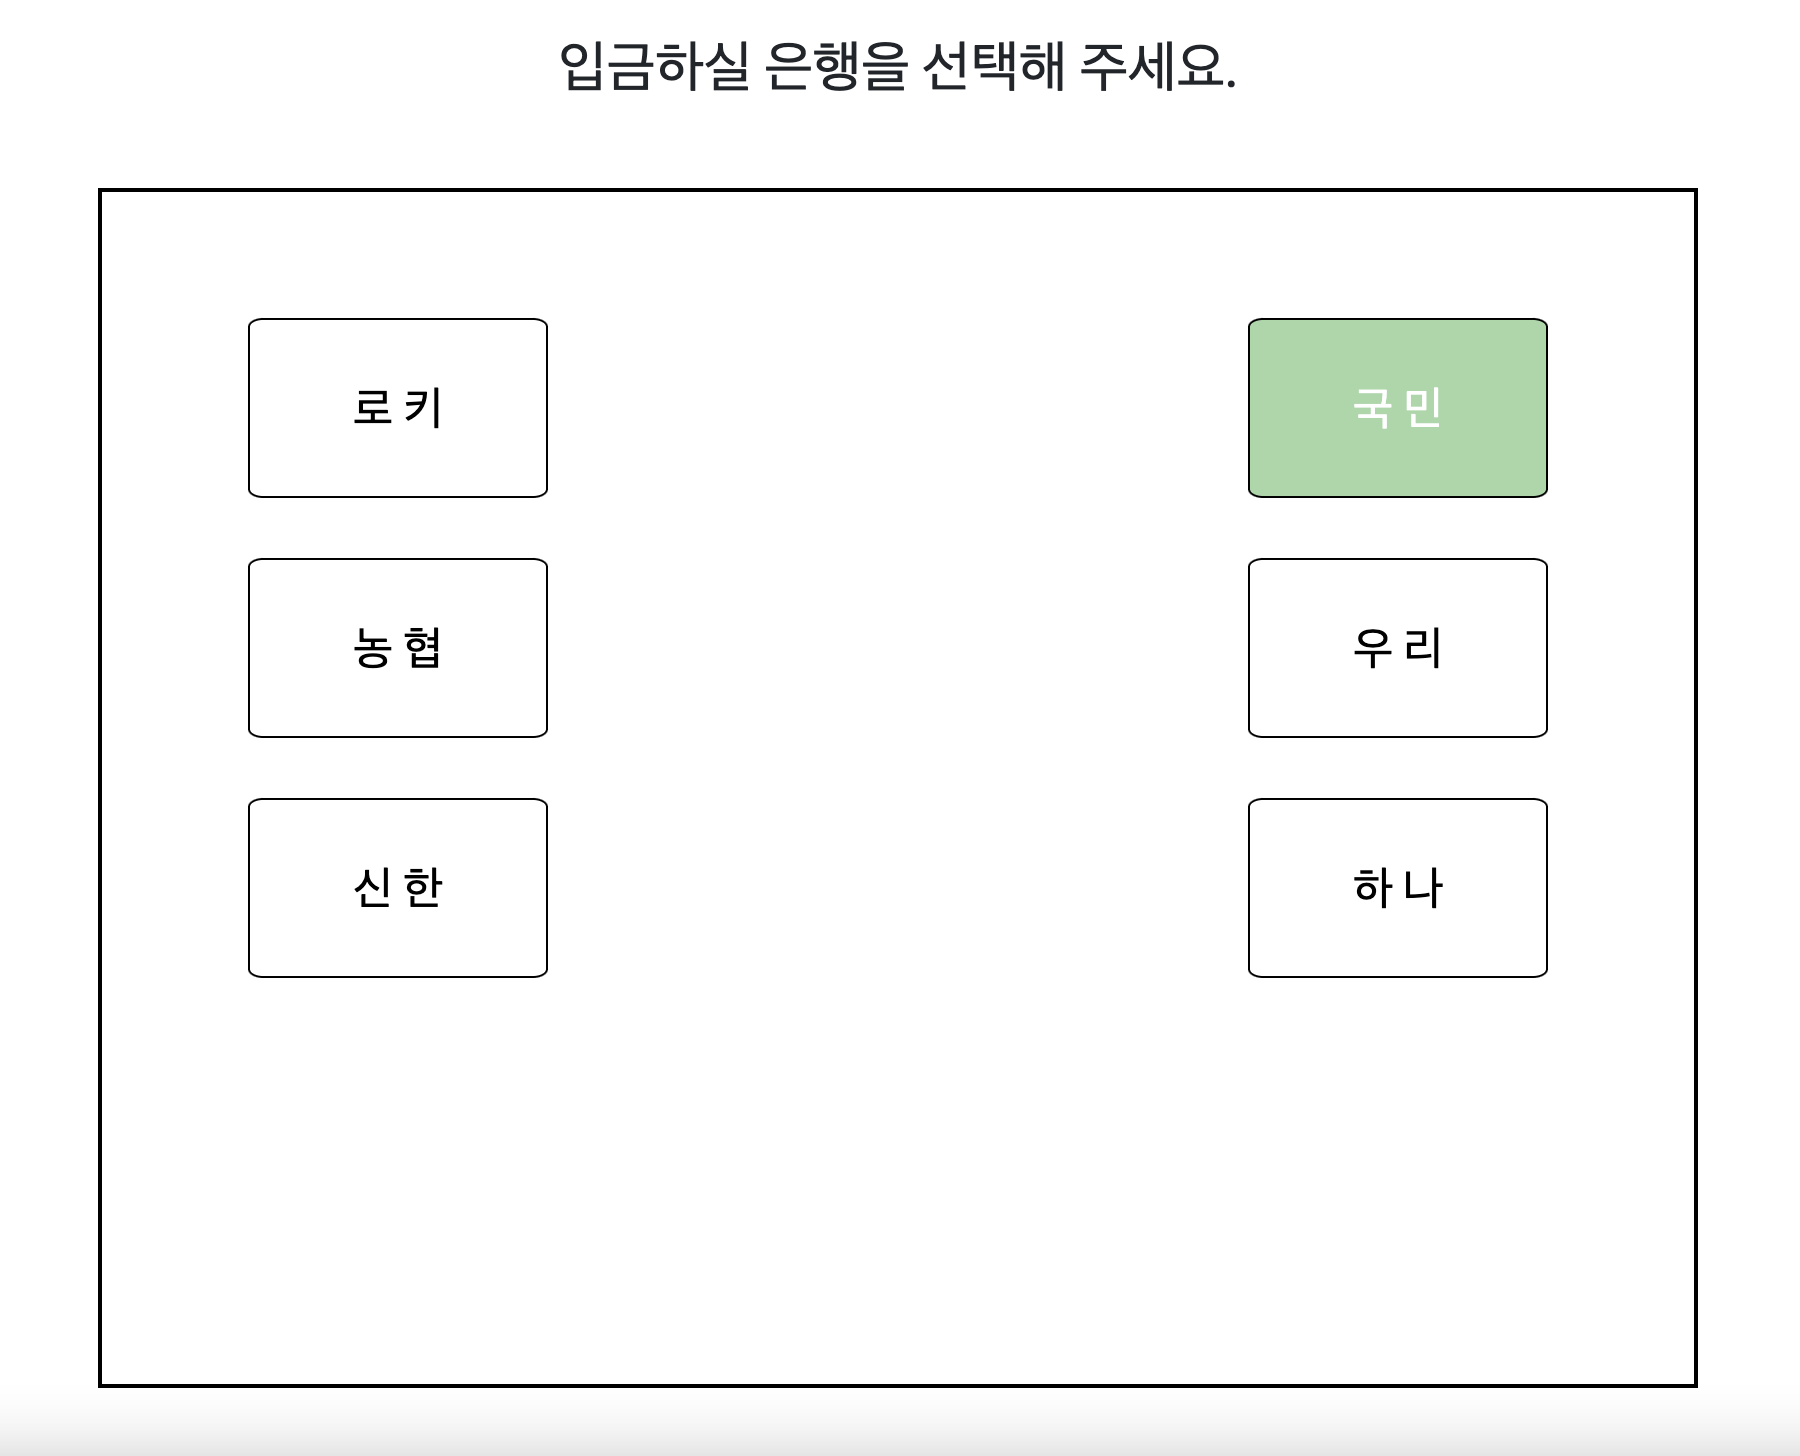 입금하실 은행을 선택해 주세요.
로키
국민
농협
우리
신한
하나